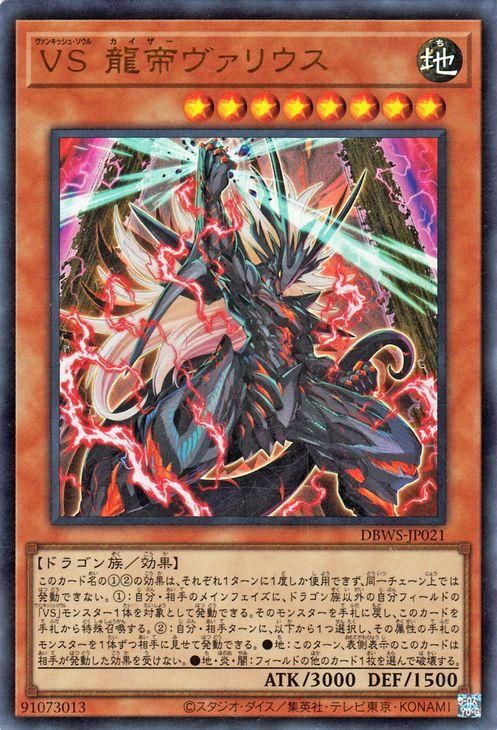 ヴァンキッシュ・ソウル カイザー
VS 龍帝ヴァリウス
ち
地
DBWS-JP021
【ドラゴン族/効果】
このカード名の①②の効果は、それぞれ1ターンに1度しか使用できず、同一チェーン上では
発動できない。①:自分・相手のメインフェイズに、ドラゴン族以外の自分フィールドの
「VS」モンスター1体を対象として発動できる。そのモンスターを手札に戻し、このカードを
手札から特殊召喚する。②:自分・相手ターンに、以下から1つ選択し、その属性の手札の
モンスターを1体ずつ相手に見せて発動できる。●地:このターン、表側表示のこのカードは
相手が発動した効果を受けない。●地・炎・闇:フィールドの他のカード1枚を選んで破壊する。
ATK/3000 DEF/1500
91073013
©スタジオ・ダイス/集英社・テレビ東京・KONAMI